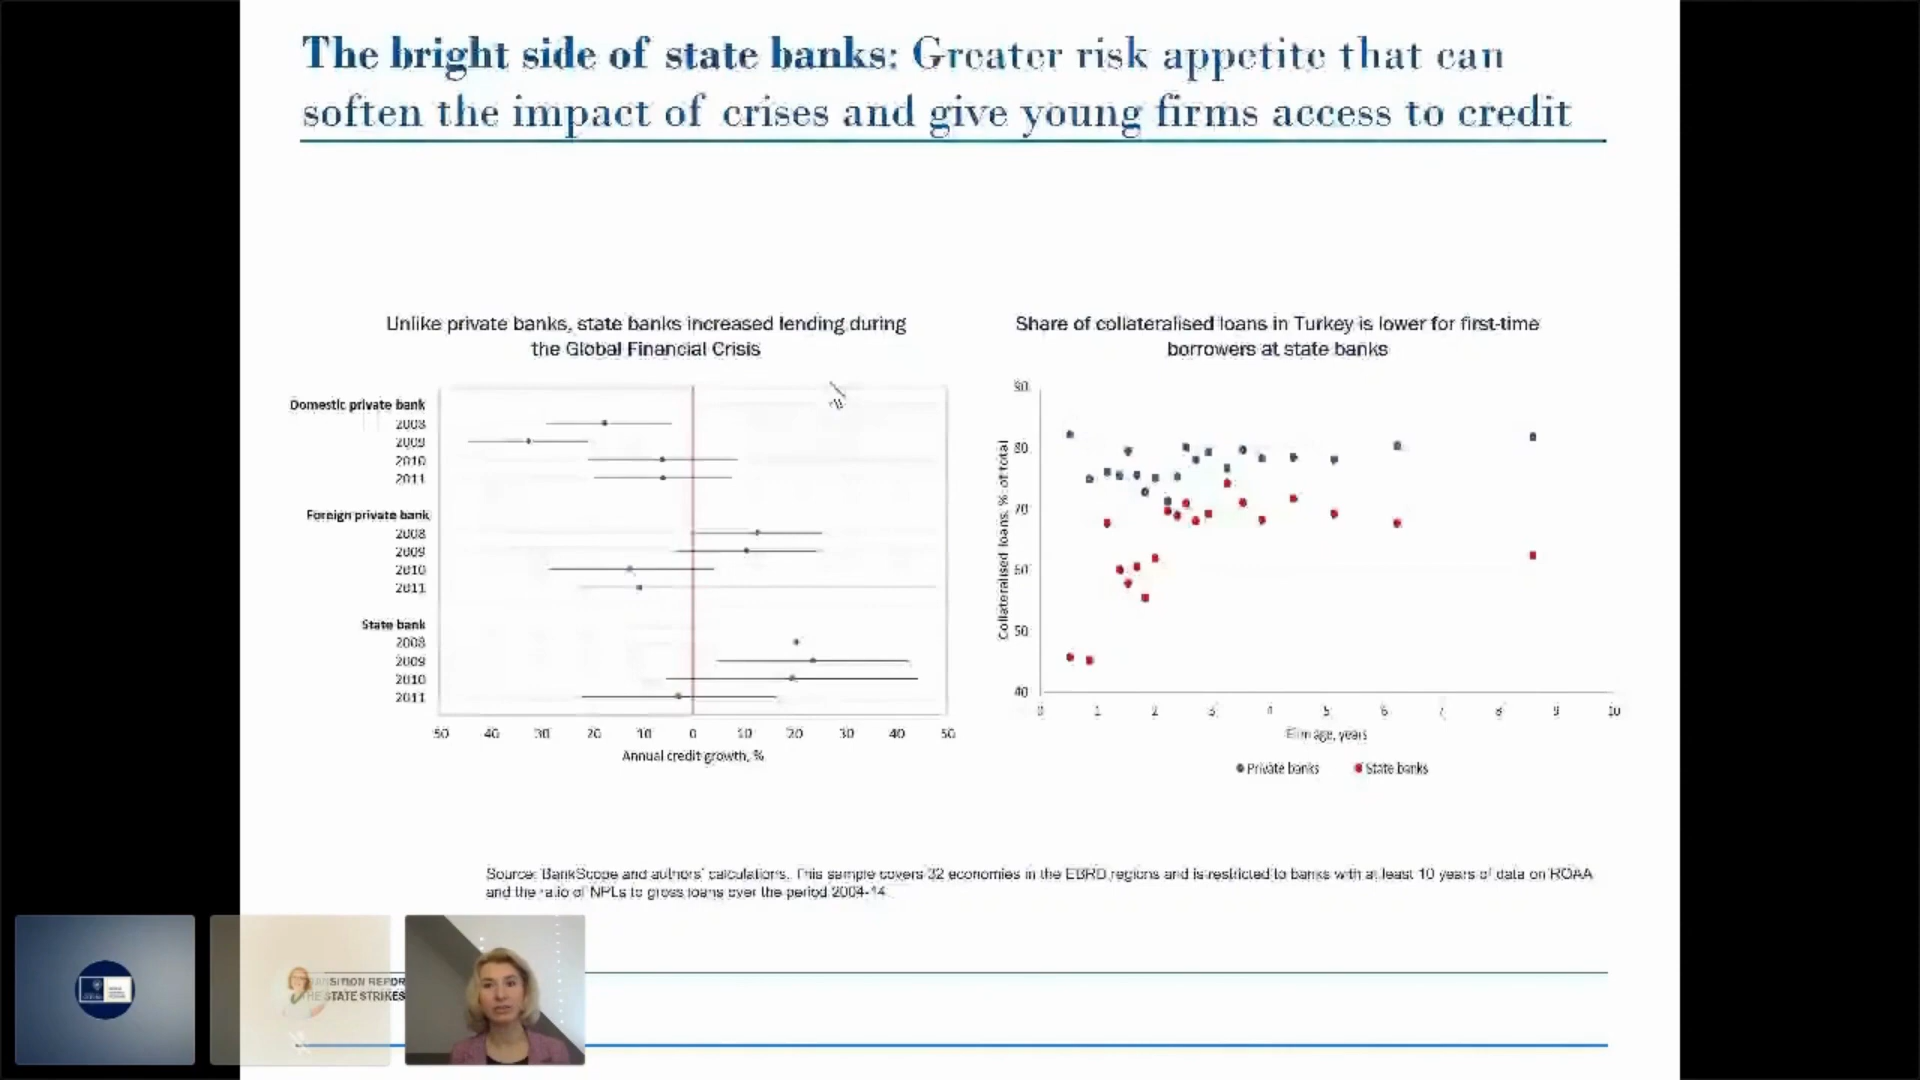 The bright side of state banks: Greater risk appetite that can
soften the impact of crises and give young firms access to credit
Unlike private banks, state banks increased lending during
the Global Financial Crisis
Domestic private bank
2008
2009
2010
2011
Foreign private bank
2008
2009
2010
2011
State bank
2008
2009
2010
2011
50 40 30 20 10 0 10 20 30 40 50
Annual credit growth, %
Share of collateralised loans in Turkey is lower for first-time
borrowers at state banks
Collateralised loans, % of total
90
80
70
60
50
40
0 1 2 3 4 5 6 7 8 9 10
Firm age, years
Private banks State banks
Source: BankScope and authors' calculations. This sample covers 32 economies in the EBRD regions and is restricted to banks with at least 10 years of data on ROAA
and the ratio of NPLs to gross loans over the period 2004-14
SITION REPOR
STATE STRIKES